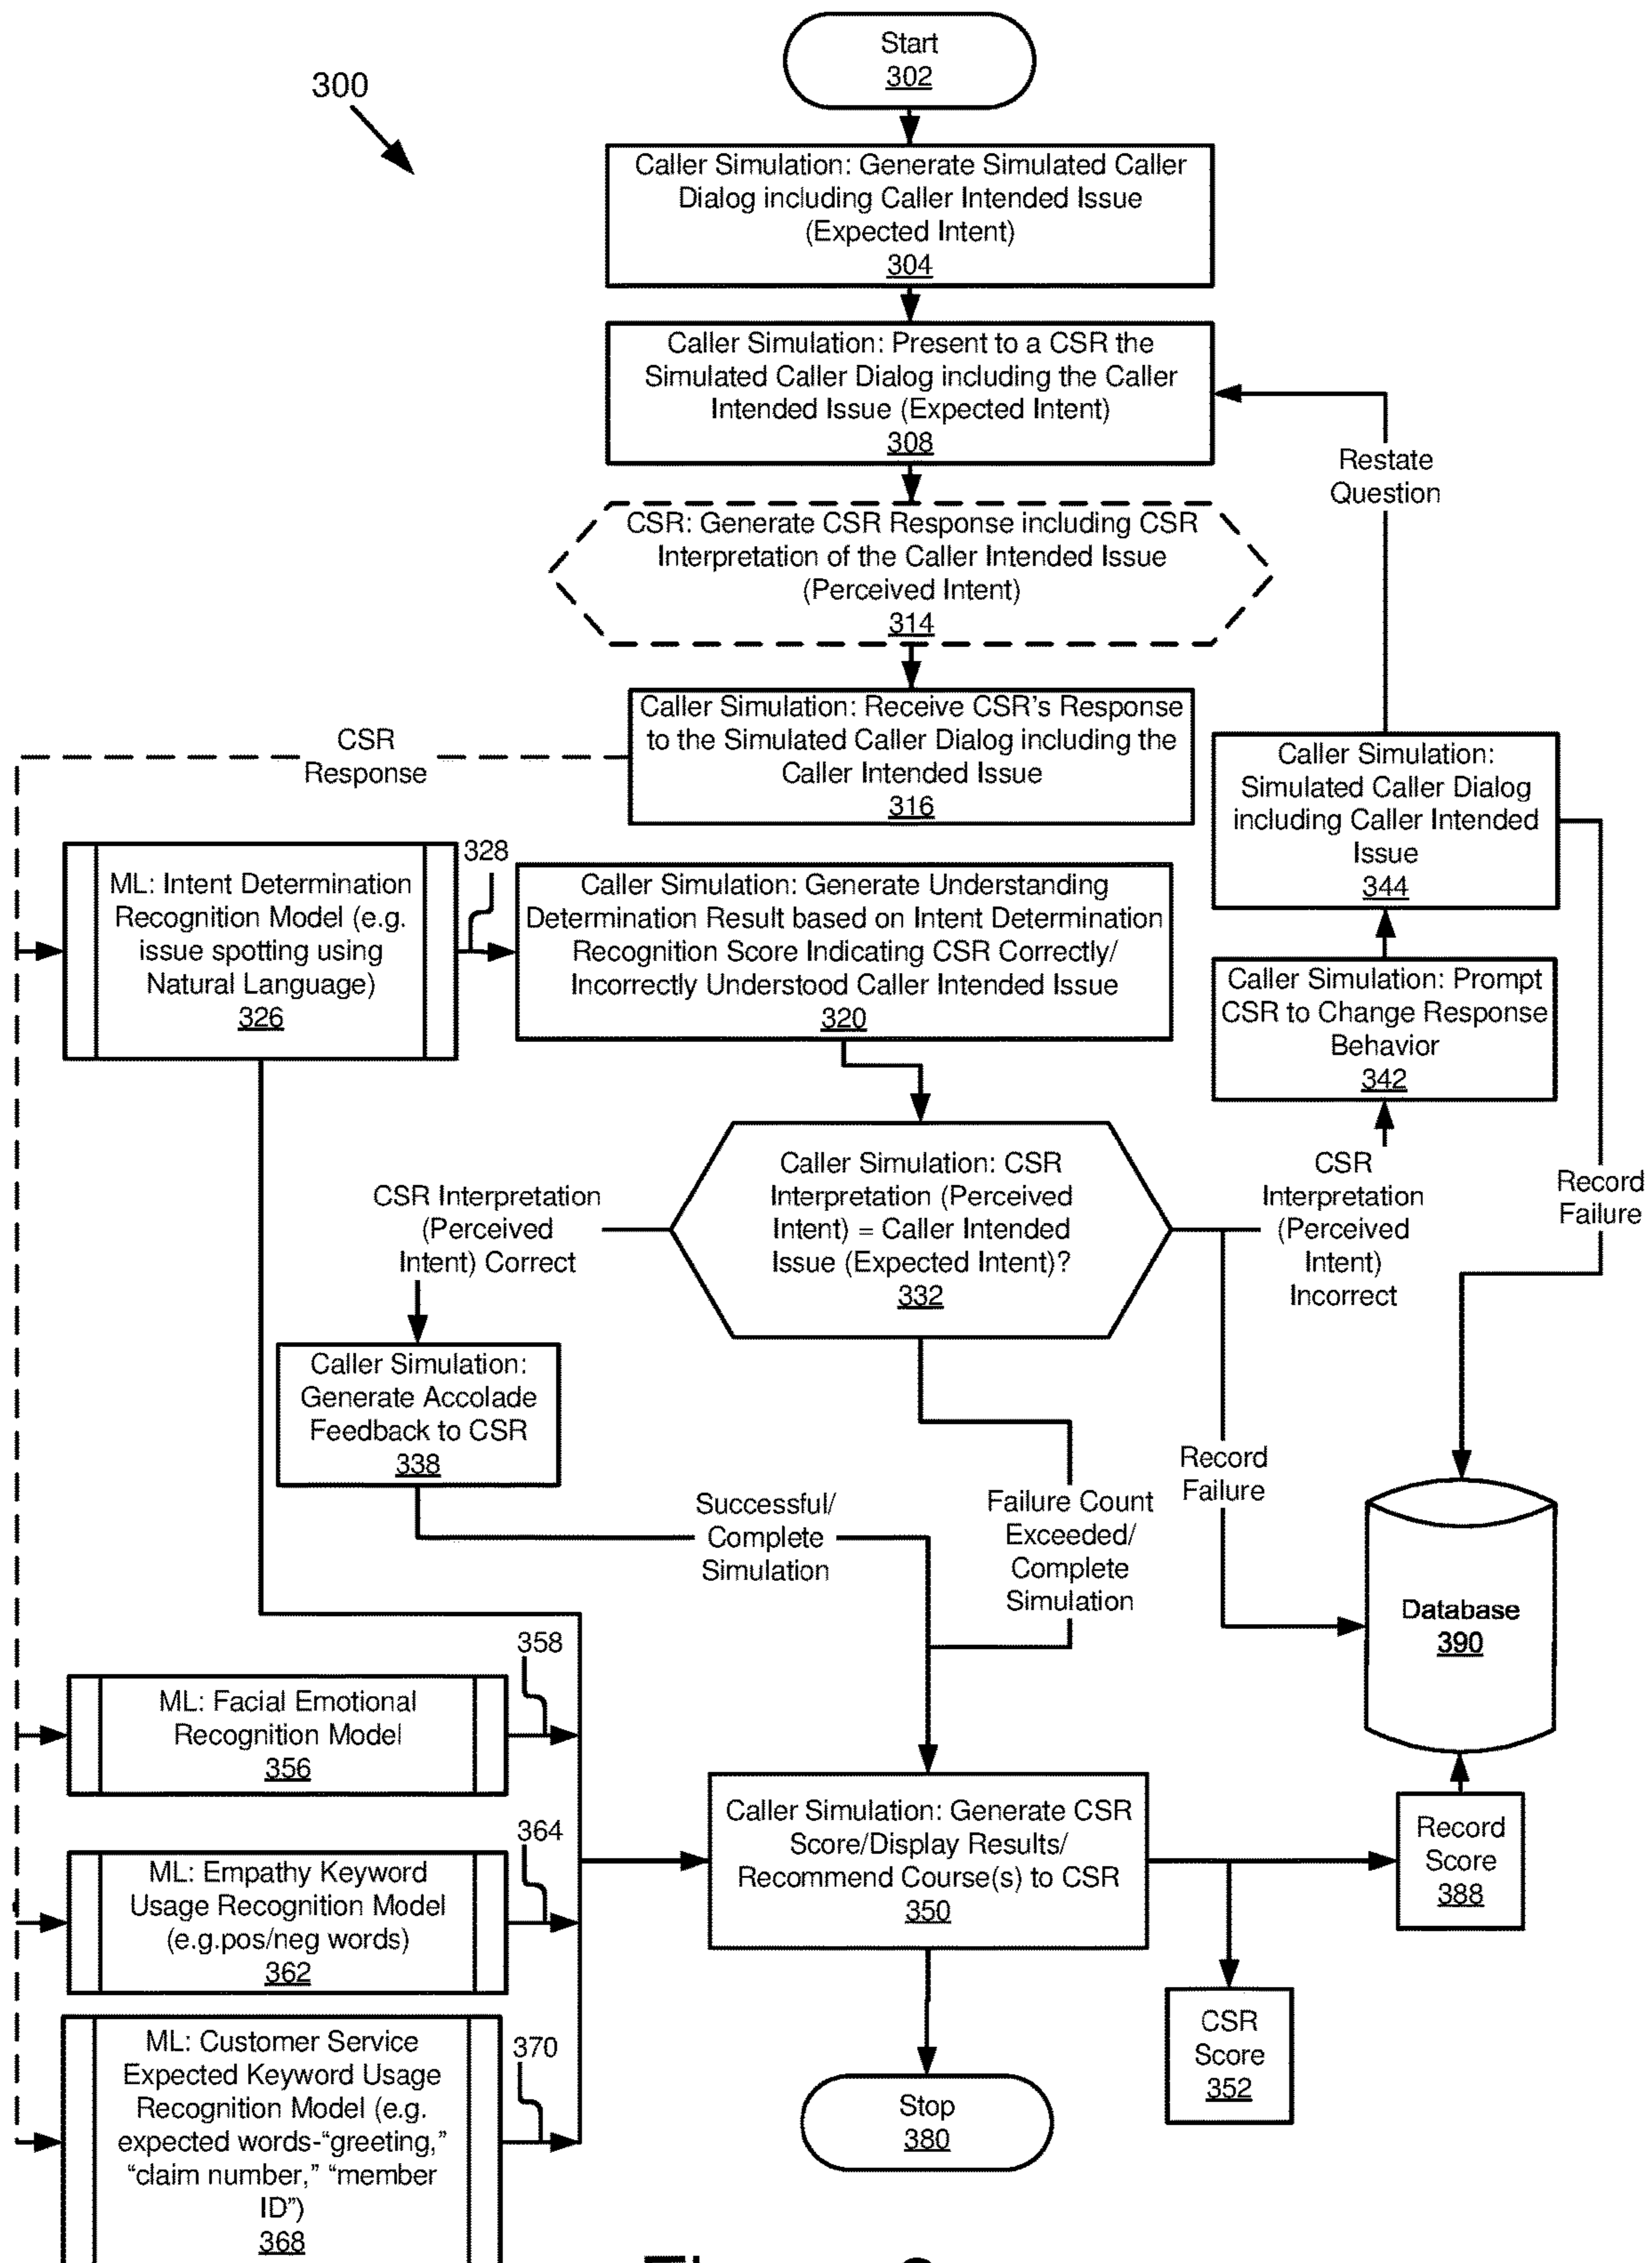 300
Start
302
Caller Simulation: Generate Simulated Caller
Dialog including Caller Intended Issue
(Expected Intent)
304
Caller Simulation: Present to a CSR the
Simulated Caller Dialog including the Caller
Intended Issue (Expected Intent)
308
Restate
Question
CSR: Generate CSR Response including CSR
Interpretation of the Caller Intended Issue
(Perceived Intent)
314
Caller Simulation: Receive CSR's Response
to the Simulated Caller Dialog including the
Caller Intended Issue
316
CSR
Response
Caller Simulation:
Simulated Caller Dialog
including Caller Intended
Issue
344
328
ML: Intent Determination
Recognition Model (e.g.
issue spotting using
Natural Language)
326
Caller Simulation: Generate Understanding
Determination Result based on Intent Determination
Recognition Score Indicating CSR Correctly/
Incorrectly Understood Caller Intended Issue
320
Caller Simulation: Prompt
CSR to Change Response
Behavior
342
CSR Interpretation
(Perceived
Intent) Correct
Caller Simulation: CSR
Interpretation (Perceived
Intent) = Caller Intended
Issue (Expected Intent)?
332
CSR
Interpretation
(Perceived
Intent)
Incorrect
Record
Failure
Caller Simulation:
Generate Accolade
Feedback to CSR
338
Successful/
Complete
Simulation
Failure Count
Exceeded/
Complete
Simulation
Record
Failure
Database
390
358
ML: Facial Emotional
Recognition Model
356
364
ML: Empathy Keyword
Usage Recognition Model
(e.g.pos/neg words)
362
Caller Simulation: Generate CSR
Score/Display Results/
Recommend Course(s) to CSR
350
Record
Score
388
370
ML: Customer Service
Expected Keyword Usage
Recognition Model (e.g.
expected words-“greeting,”
“claim number,” “member
ID”)
368
CSR
Score
352
Stop
380